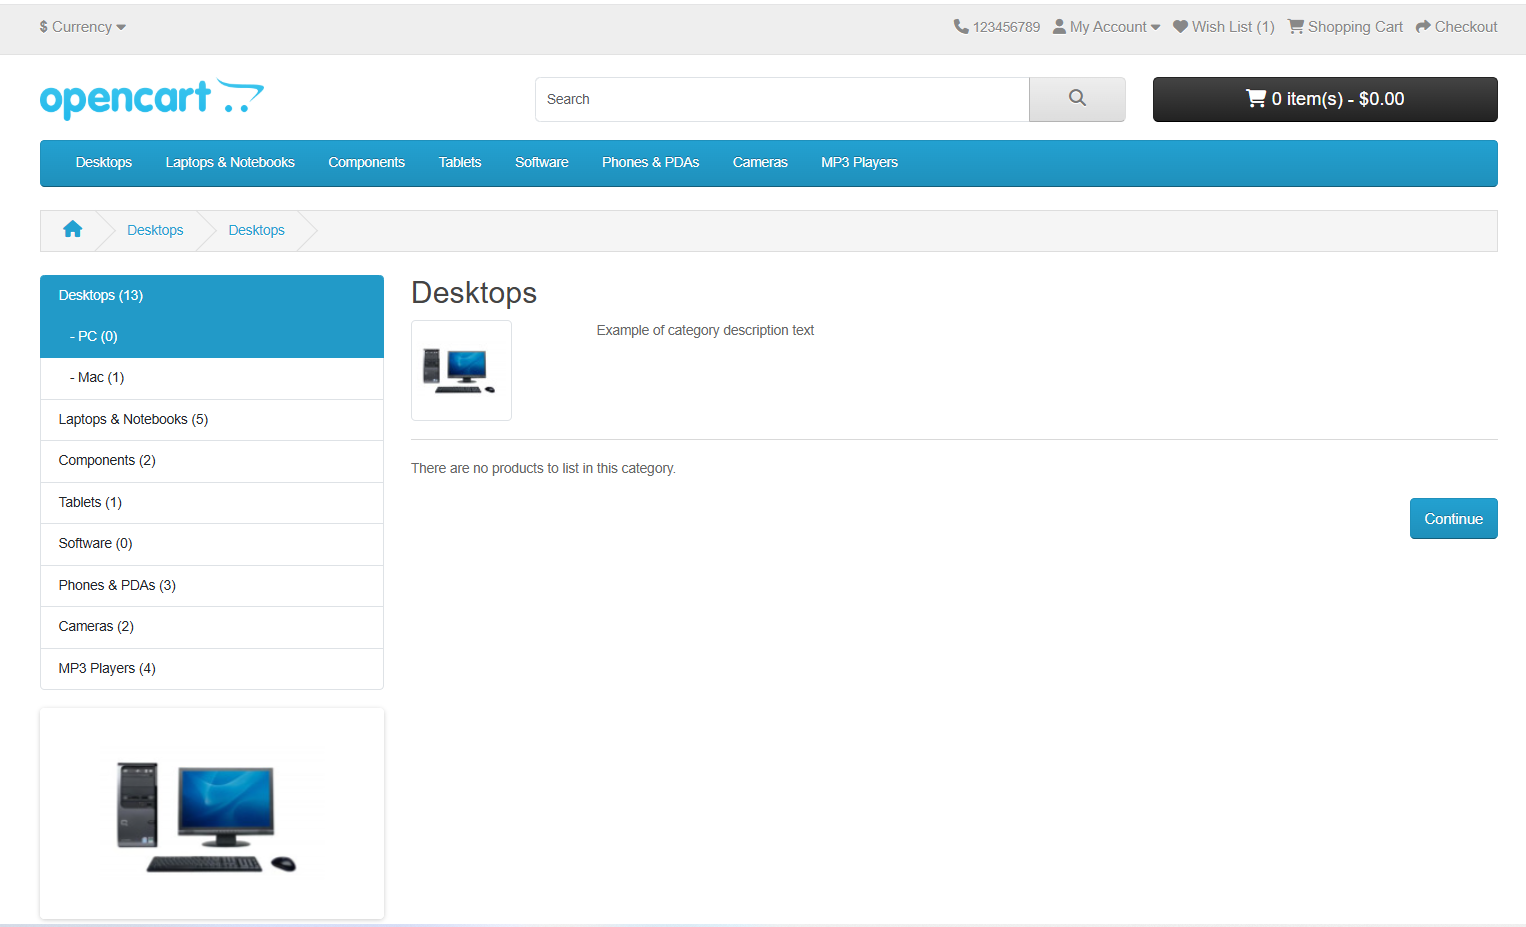 $ Currency
123456789 My Account Wish List (1) Shopping Cart Checkout
opencart
Search
0 item(s) - $0.00
Desktops Laptops & Notebooks Components Tablets Software Phones & PDAs Cameras MP3 Players
Desktops Desktops
Desktops (13)
- PC (0)
- Mac (1)
Laptops & Notebooks (5)
Components (2)
Tablets (1)
Software (0)
Phones & PDAs (3)
Cameras (2)
MP3 Players (4)
Desktops
Example of category description text
There are no products to list in this category.
Continue